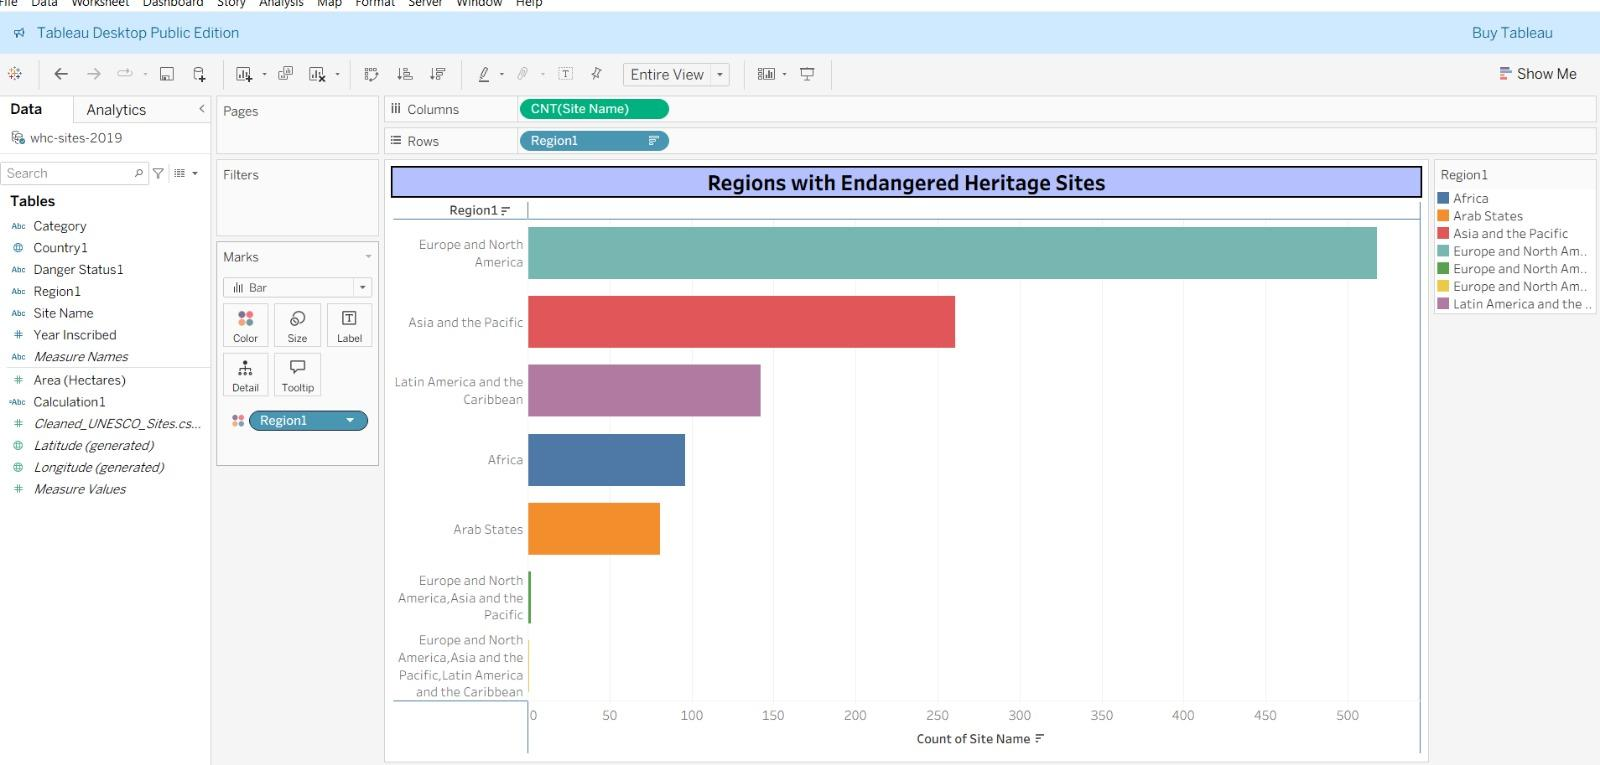 File Data Worksheet Dashboard Story Analysis Map Format Server Window Help
Tableau Desktop Public Edition
Buy Tableau
Entire View
Show Me
Data
Analytics
whc-sites-2019
Search
Tables
Abc Category
Country1
Abc Danger Status1
Abc Region1
Abc Site Name
# Year Inscribed
Abc Measure Names
# Area (Hectares)
=Abc Calculation1
# Cleaned_UNESCO_Sites.cs...
Latitude (generated)
Longitude (generated)
# Measure Values
Pages
Filters
Marks
Bar
Color
Size
Label
Detail
Tooltip
Region1
Columns
CNT(Site Name)
Rows
Region1
Regions with Endangered Heritage Sites
Region1
Europe and North
America
Asia and the Pacific
Latin America and the
Caribbean
Africa
Arab States
Europe and North
America,Asia and the
Pacific
Europe and North
America,Asia and the
Pacific,Latin America
and the Caribbean
0 50 100 150 200 250 300 350 400 450 500
Count of Site Name
Region1
Africa
Arab States
Asia and the Pacific
Europe and North Am..
Europe and North Am..
Europe and North Am..
Latin America and the ..